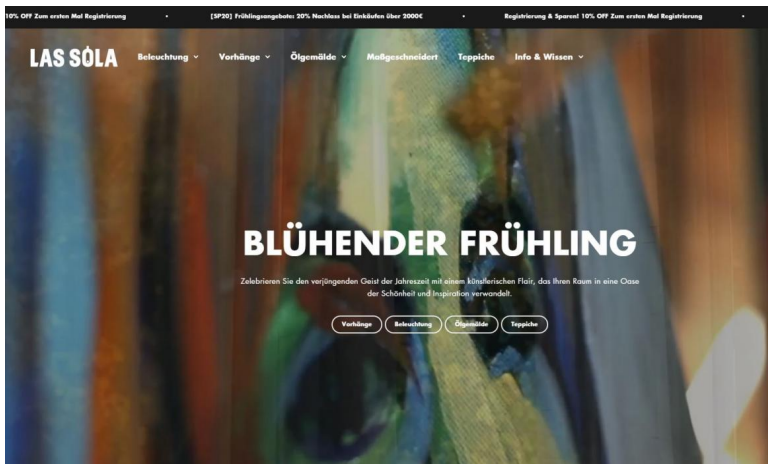 10% OFF Zum ersten Mal Registrierung • [SP20] Frühlingsangebote: 20% Nachlass bei Einkäufen über 2000€ • Registrierung & Sparen! 10% OFF Zum ersten Mal Registrierung •
LAS SOLA Beleuchtung Vorhänge Ölgemälde Maßgeschneidert Teppiche Info & Wissen
BLÜHENDER FRÜHLING
Zelebrieren Sie den verjüngenden Geist der Jahreszeit mit einem künstlerischen Flair, das Ihren Raum in eine Oase
der Schönheit und Inspiration verwandelt.
Vorhänge Beleuchtung Ölgemälde Teppiche